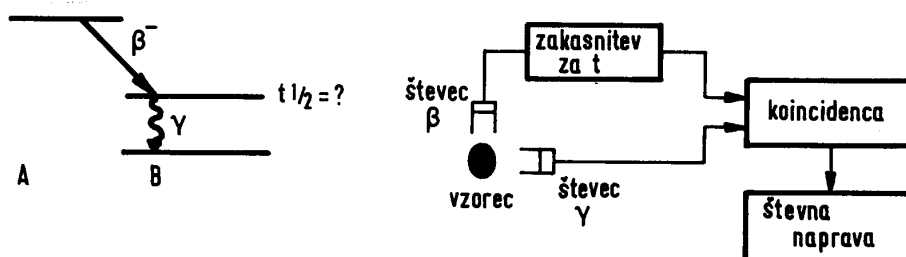 β⁻
t 1/2 = ?
γ
A
B
zakasnitev
za t
števec
β
koincidenca
vzorec
števec
γ
števna
naprava